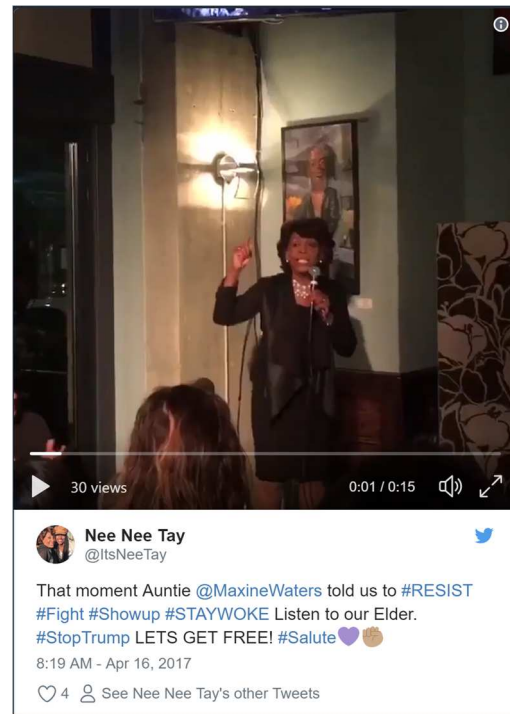 30 views
0:01 / 0:15
Nee Nee Tay
@ItsNeeTay
That moment Auntie @MaxineWaters told us to #RESIST
#Fight #Showup #STAYWOKE Listen to our Elder.
#StopTrump LETS GET FREE! #Salute💜✊🏽
8:19 AM - Apr 16, 2017
4 See Nee Nee Tay's other Tweets